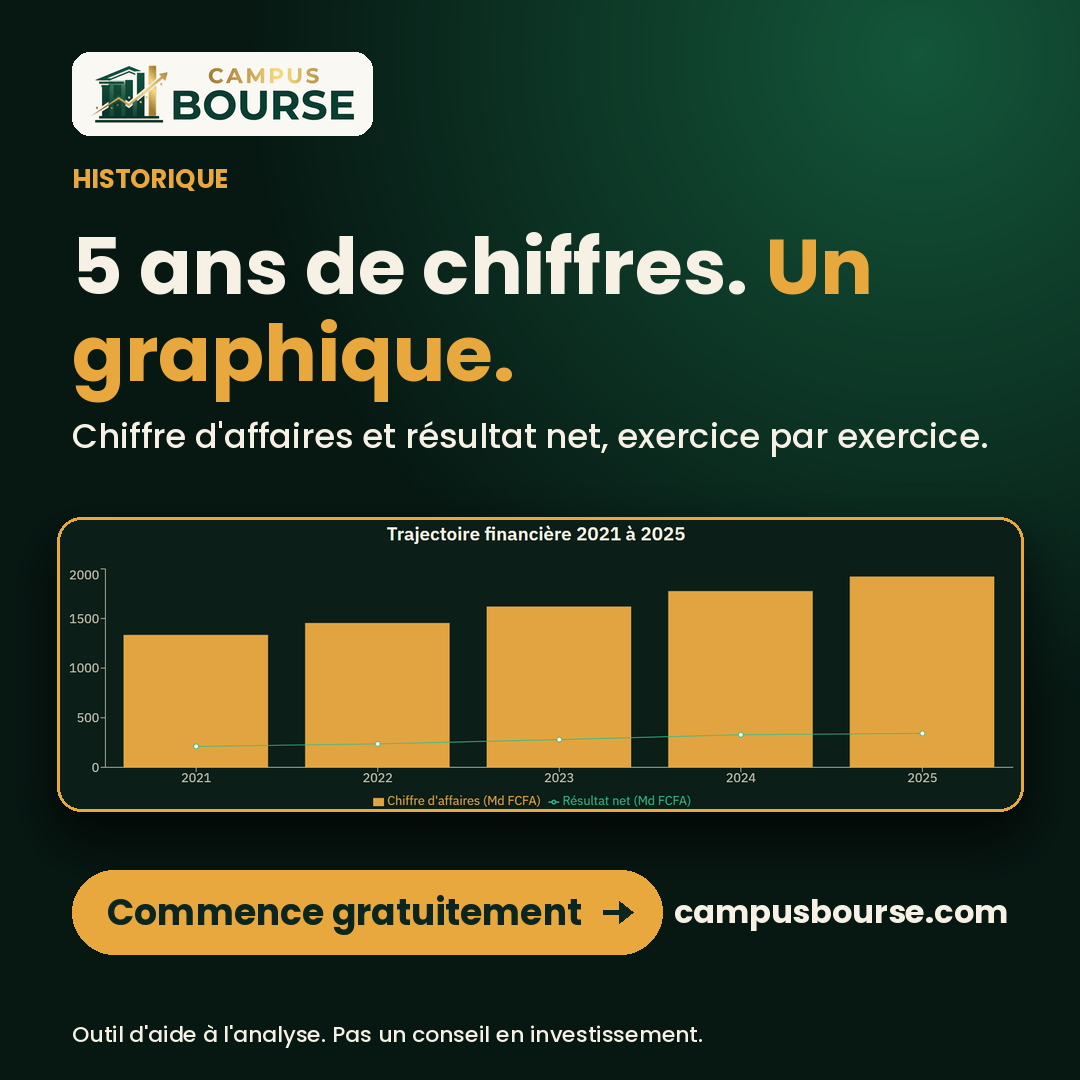 CAMPUS
BOURSE
HISTORIQUE
5 ans de chiffres. Un
graphique.
Chiffre d'affaires et résultat net, exercice par exercice.
Trajectoire financière 2021 à 2025
2000
1500
1000
500
0
2021 2022 2023 2024 2025
Chiffre d'affaires (Md FCFA) Résultat net (Md FCFA)
Commence gratuitement → campusbourse.com
Outil d'aide à l'analyse. Pas un conseil en investissement.